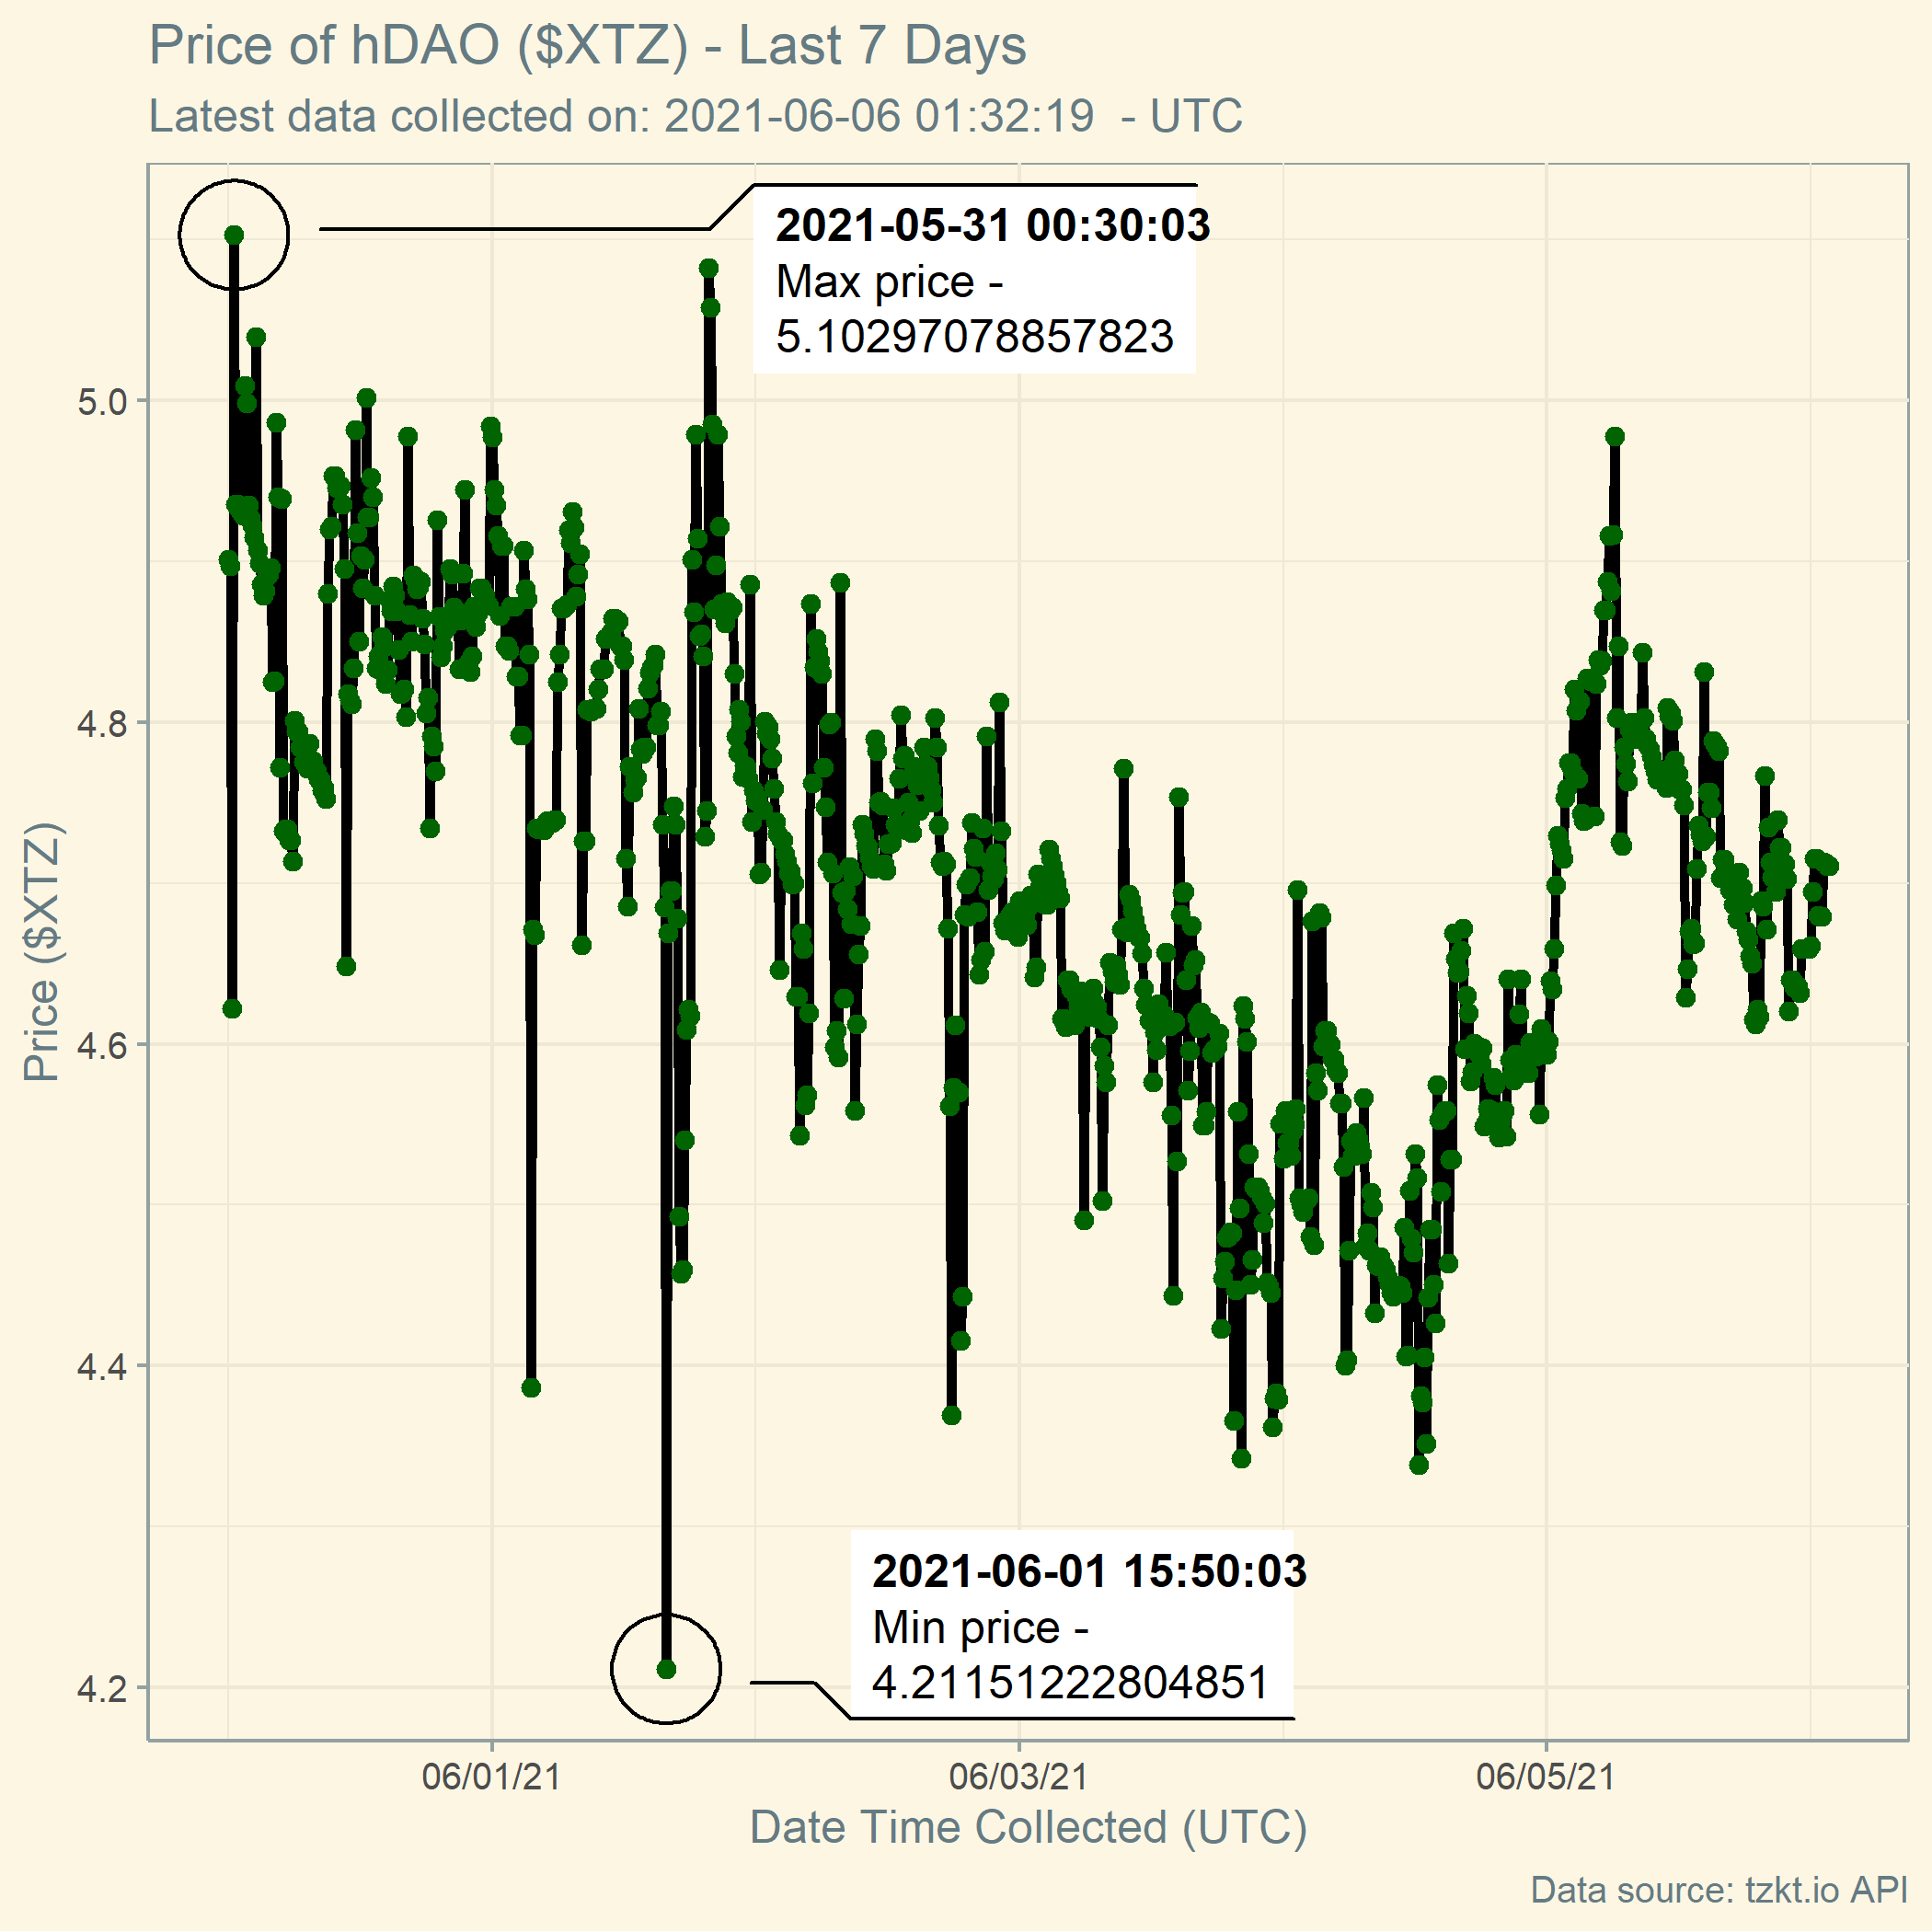 Price of hDAO ($XTZ) - Last 7 Days
Latest data collected on: 2021-06-06 01:32:19  - UTC
2021-05-31 00:30:03
Max price -
5.10297078857823
5.0
4.8
4.6
4.4
4.2
Price ($XTZ)
2021-06-01 15:50:03
Min price -
4.21151222804851
06/01/21
06/03/21
06/05/21
Date Time Collected (UTC)
Data source: tzkt.io API